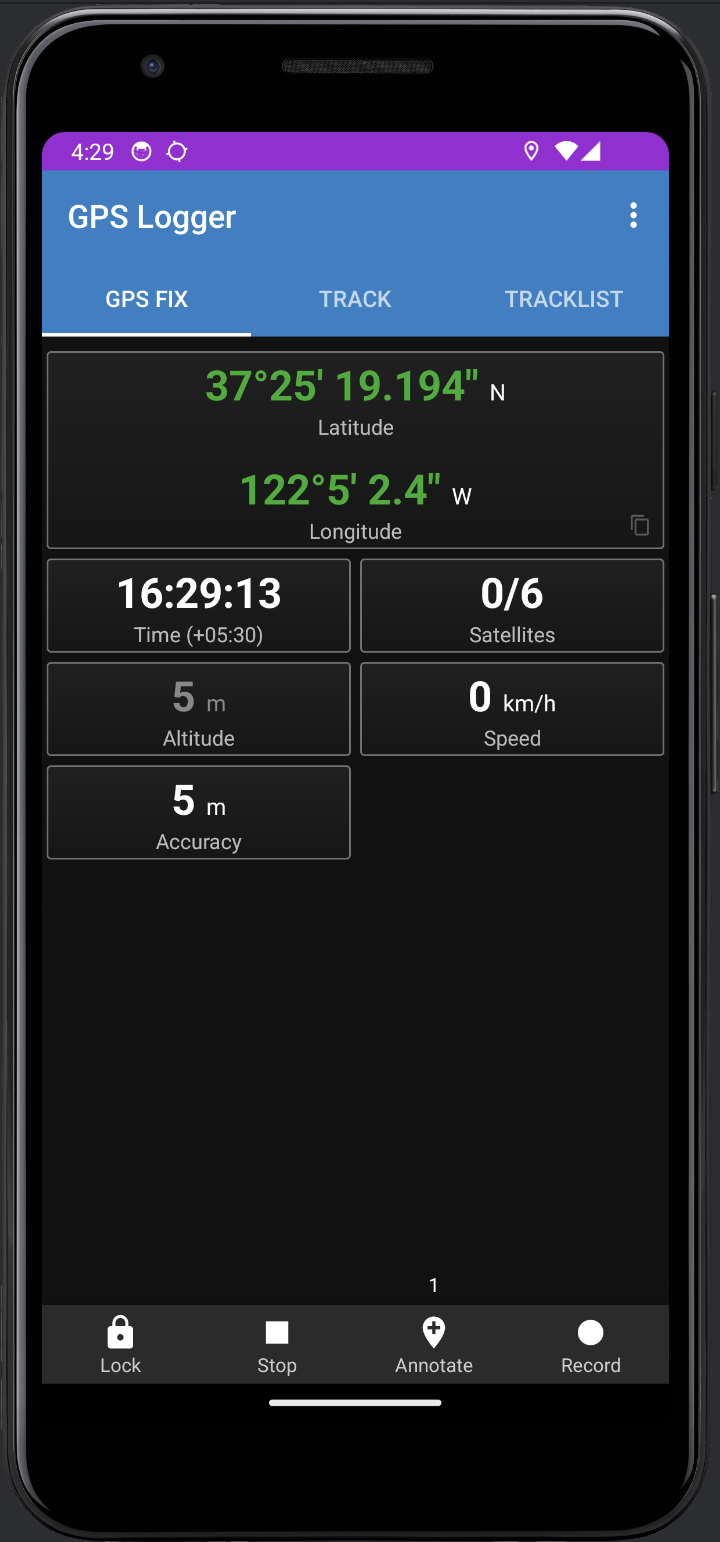 4:29
GPS Logger
GPS FIX TRACK TRACKLIST
37°25' 19.194" N
Latitude
122°5' 2.4" W
Longitude
16:29:13
Time (+05:30)
0/6
Satellites
5 m
Altitude
0 km/h
Speed
5 m
Accuracy
1
Lock Stop Annotate Record